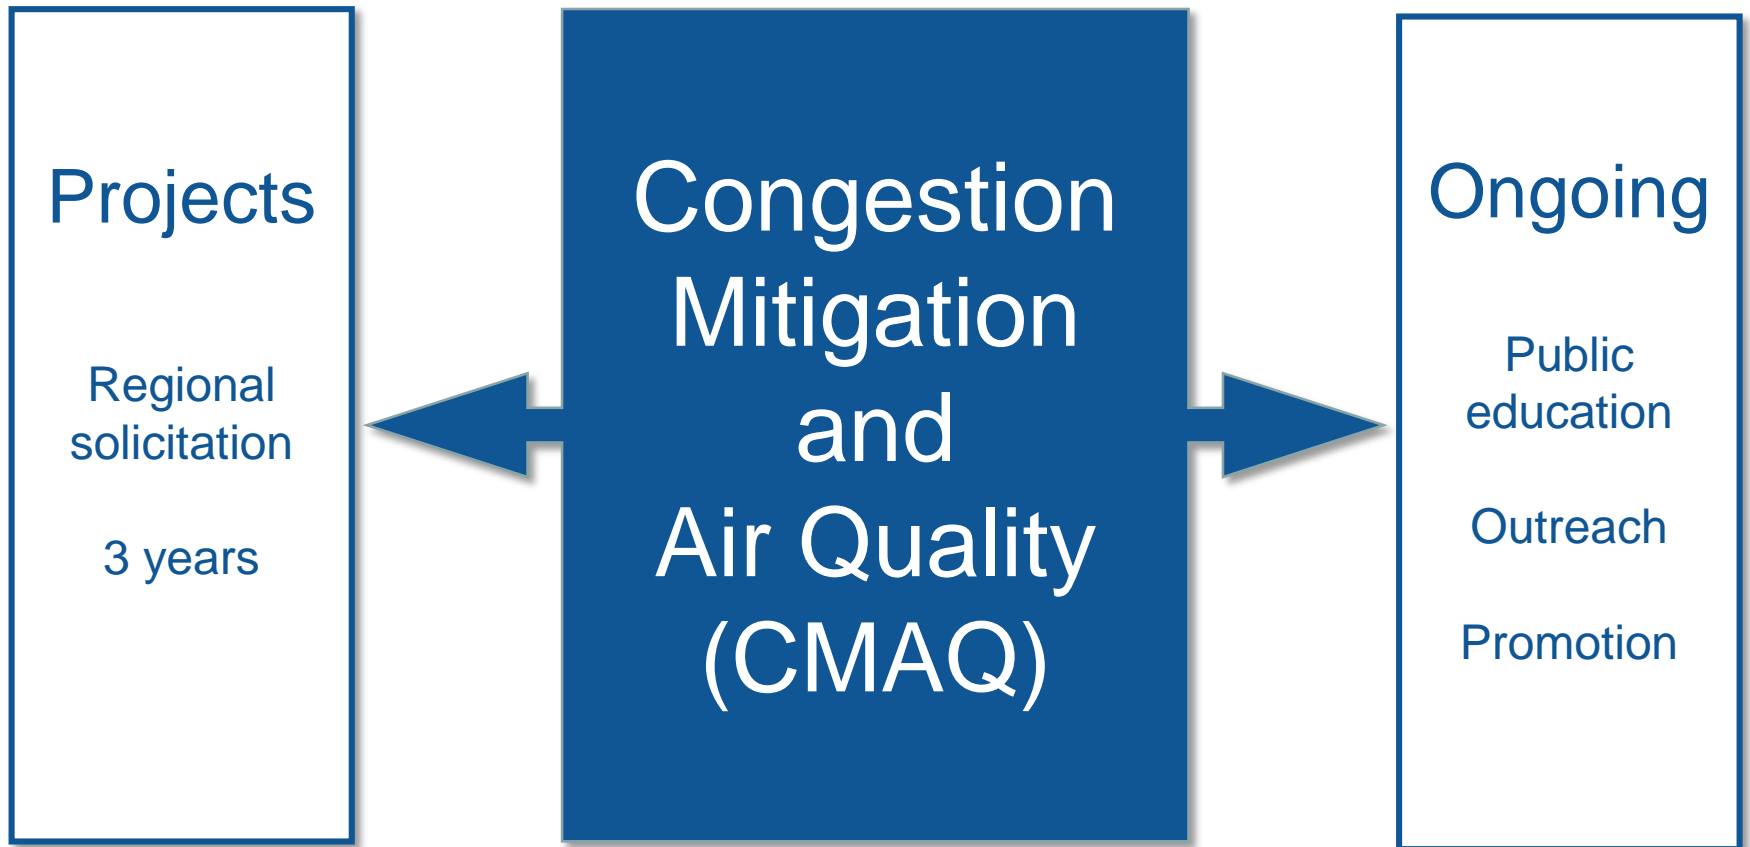 Projects
Regional
solicitation
3 years
Congestion
Mitigation
and
Air Quality
(CMAQ)
Ongoing
Public
education
Outreach
Promotion